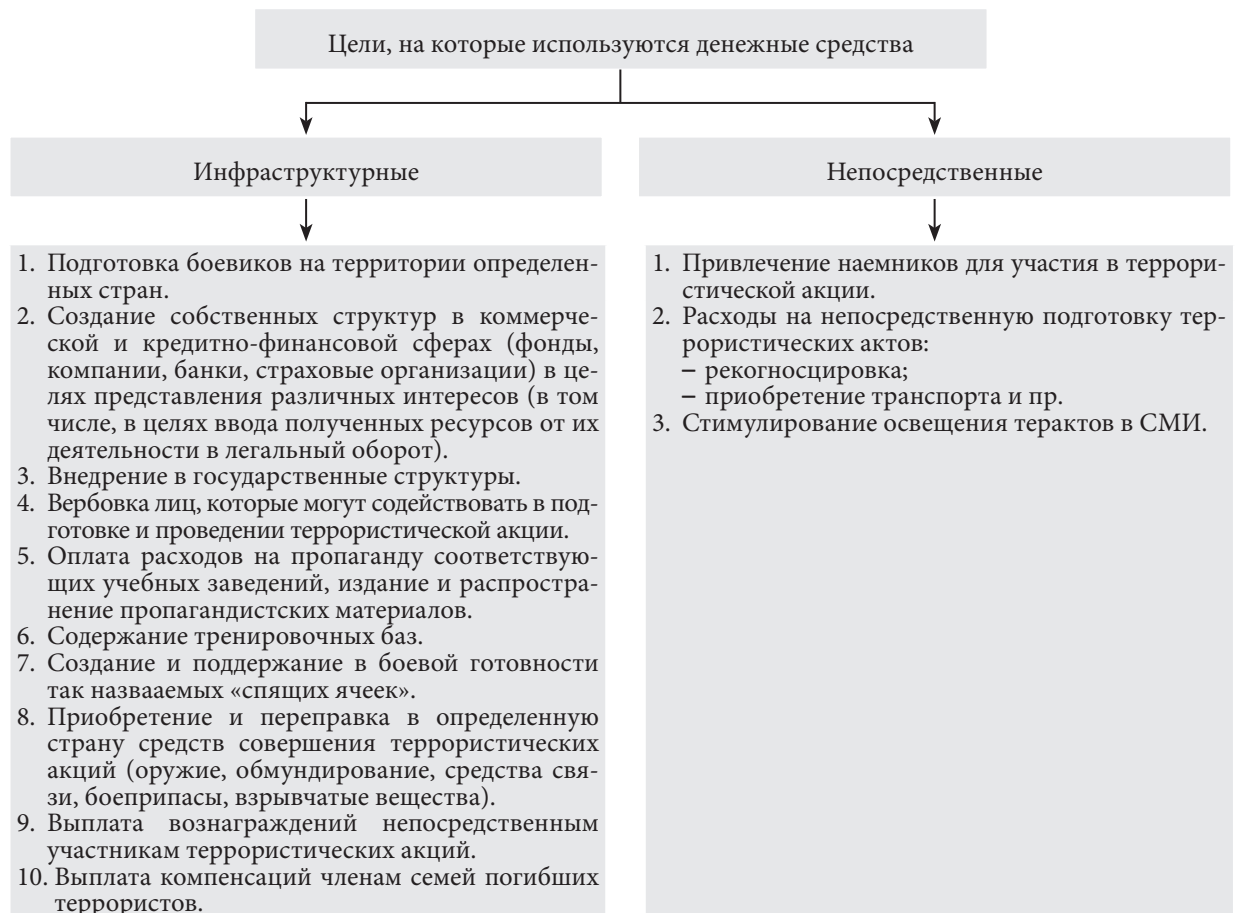 Цели, на которые используются денежные средства
Инфраструктурные
1. Подготовка боевиков на территории определен-
ных стран.
2. Создание собственных структур в коммерче-
ской и кредитно-финансовой сферах (фонды,
компании, банки, страховые организации) в це-
лях представления различных интересов (в том
числе, в целях ввода полученных ресурсов от их
деятельности в легальный оборот).
3. Внедрение в государственные структуры.
4. Вербовка лиц, которые могут содействовать в под-
готовке и проведении террористической акции.
5. Оплата расходов на пропаганду соответствую-
щих учебных заведений, издание и распростра-
нение пропагандистских материалов.
6. Содержание тренировочных баз.
7. Создание и поддержание в боевой готовности
так назвааемых «спящих ячеек».
8. Приобретение и переправка в определенную
страну средств совершения террористических
акций (оружие, обмундирование, средства свя-
зи, боеприпасы, взрывчатые вещества).
9. Выплата вознаграждений непосредственным
участникам террористических акций.
10. Выплата компенсаций членам семей погибших
террористов.
Непосредственные
1. Привлечение наемников для участия в террори-
стической акции.
2. Расходы на непосредственную подготовку тер-
рористических актов:
– рекогносцировка;
– приобретение транспорта и пр.
3. Стимулирование освещения терактов в СМИ.